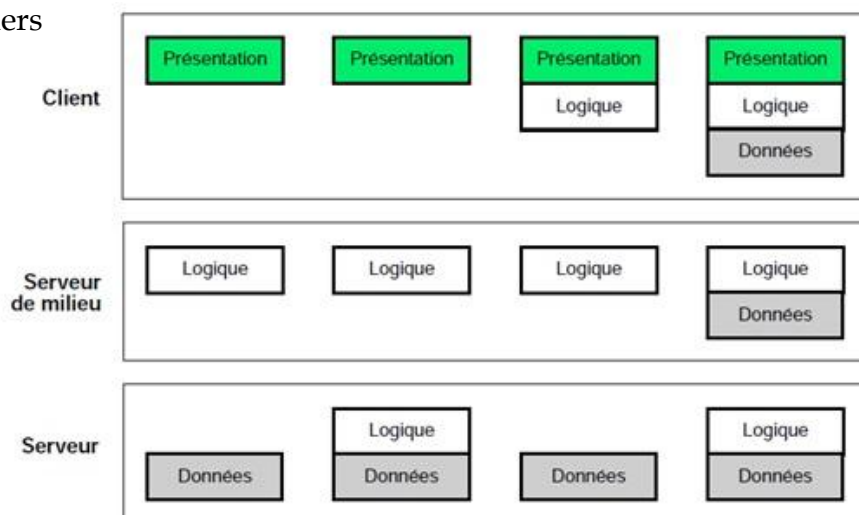 ers
Présentation Présentation Présentation Présentation
Client
Logique Logique
Données
Logique Logique Logique Logique
Serveur
de milieu
Données
Logique Logique
Serveur
Données Données Données Données